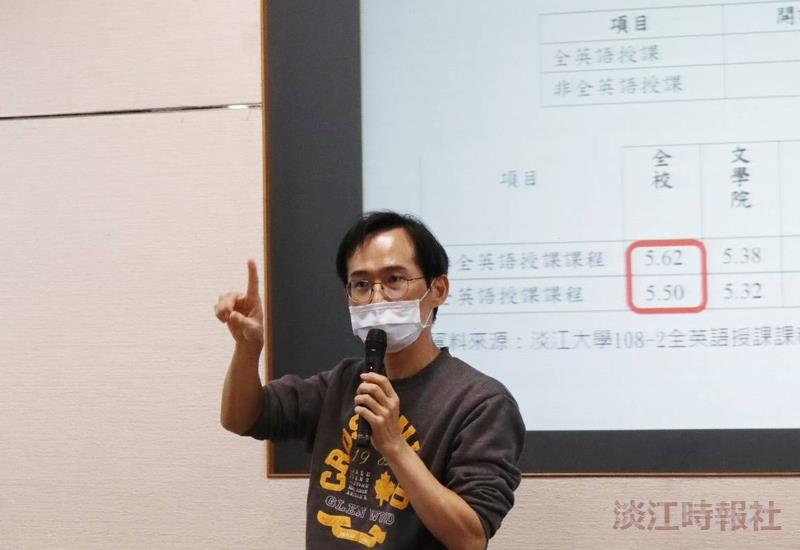 項目
全英語授課
非全英語授課
項目
全校
文學院
全英語授課課程 5.62 5.38
全英語授課課程 5.50 5.32
資料來源：淡江大學108-2全英語授課課程
GLEN WOOD
淡江時報社